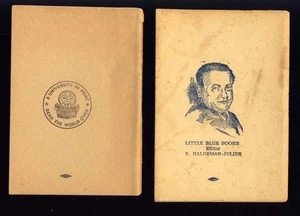 A UNIVERSITY IN PRINT
READ THE WORLD OVER
LITTLE BLUE BOOKS
Editor
E. HALDEMAN-JULIUS